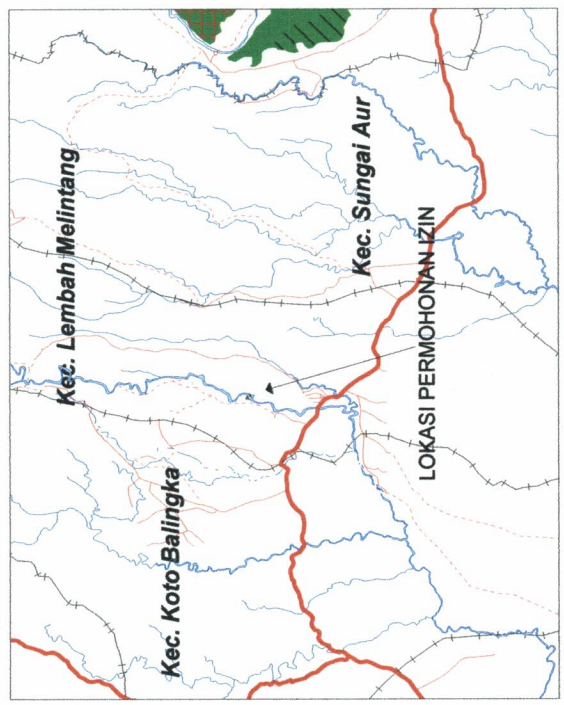 Kec. Lembah Melintang
Kec. Koto Balingka
Kec. Sungai Aur
LOKASI PERMOHONAN IZIN